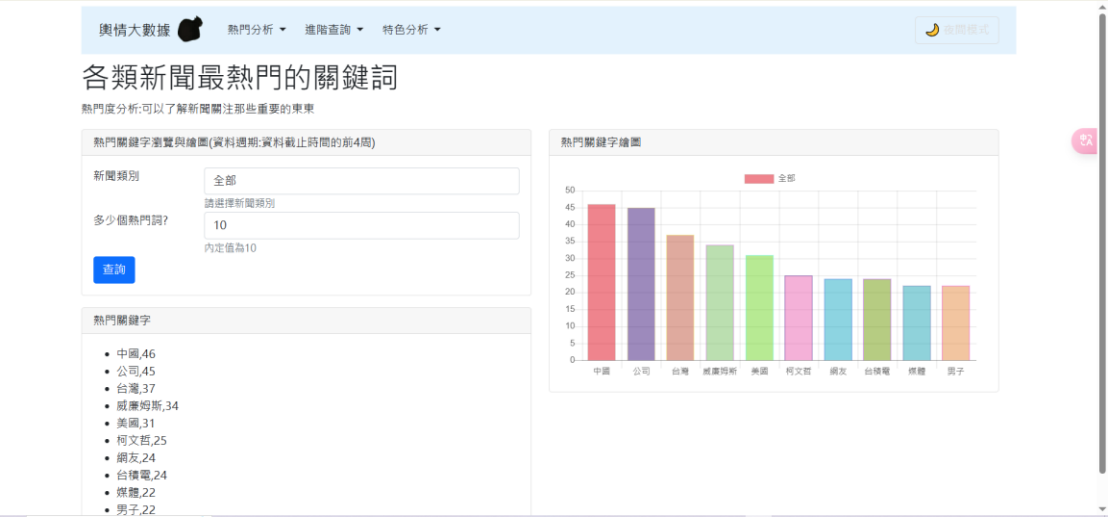 輿情大數據 熱門分析 進階查詢 特色分析 夜間模式
各類新聞最熱門的關鍵詞
熱門度分析:可以了解新聞關注那些重要的東東
熱門關鍵字瀏覽與繪圖(資料週期:資料截止時間的前4周)
新聞類別
全部
請選擇新聞類別
多少個熱門詞?
10
內定值為10
查詢
熱門關鍵字
中國,46
公司,45
台灣,37
威廉姆斯,34
美國,31
柯文哲,25
網友,24
台積電,24
媒體,22
男子,22
熱門關鍵字繪圖
全部
50
45
40
35
30
25
20
15
10
5
0
中國 公司 台灣 威廉姆斯 美國 柯文哲 網友 台積電 媒體 男子